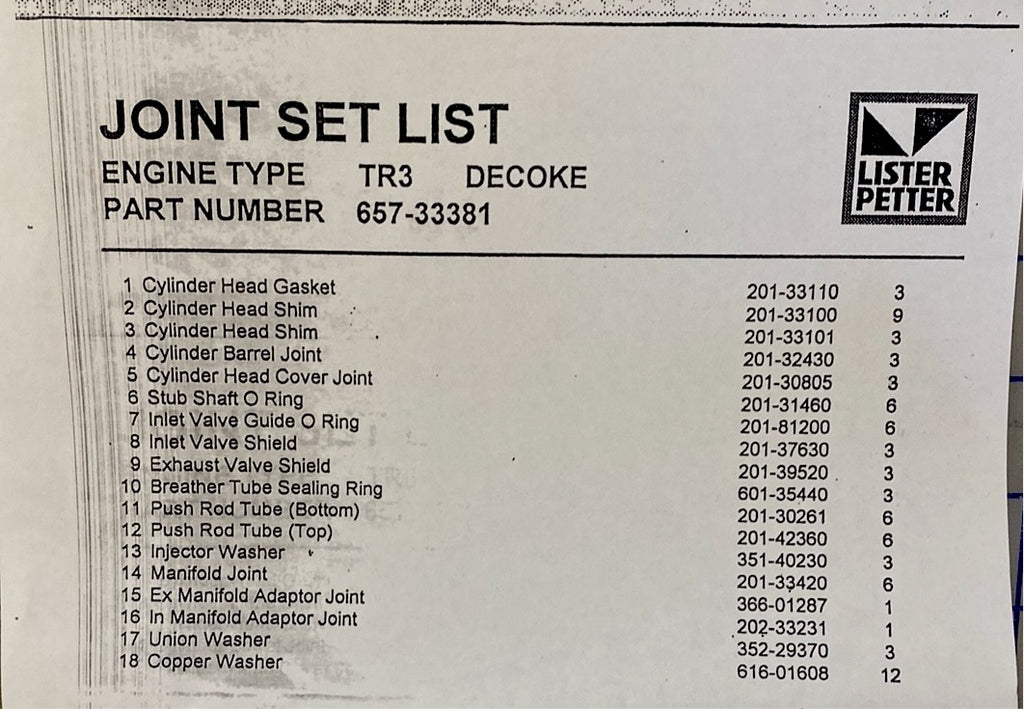 JOINT SET LIST
ENGINE TYPE TR3 DECOKE
PART NUMBER 657-33381
LISTER
PETTER
1 Cylinder Head Gasket 201-33110 3
2 Cylinder Head Shim 201-33100 9
3 Cylinder Head Shim 201-33101 3
4 Cylinder Barrel Joint 201-32430 3
5 Cylinder Head Cover Joint 201-30805 3
6 Stub Shaft O Ring 201-31460 6
7 Inlet Valve Guide O Ring 201-81200 6
8 Inlet Valve Shield 201-37630 3
9 Exhaust Valve Shield 201-39520 3
10 Breather Tube Sealing Ring 601-35440 3
11 Push Rod Tube (Bottom) 201-30261 6
12 Push Rod Tube (Top) 201-42360 6
13 Injector Washer 351-40230 3
14 Manifold Joint 201-33420 6
15 Ex Manifold Adaptor Joint 366-01287 1
16 In Manifold Adaptor Joint 202-33231 1
17 Union Washer 352-29370 3
18 Copper Washer 616-01608 12